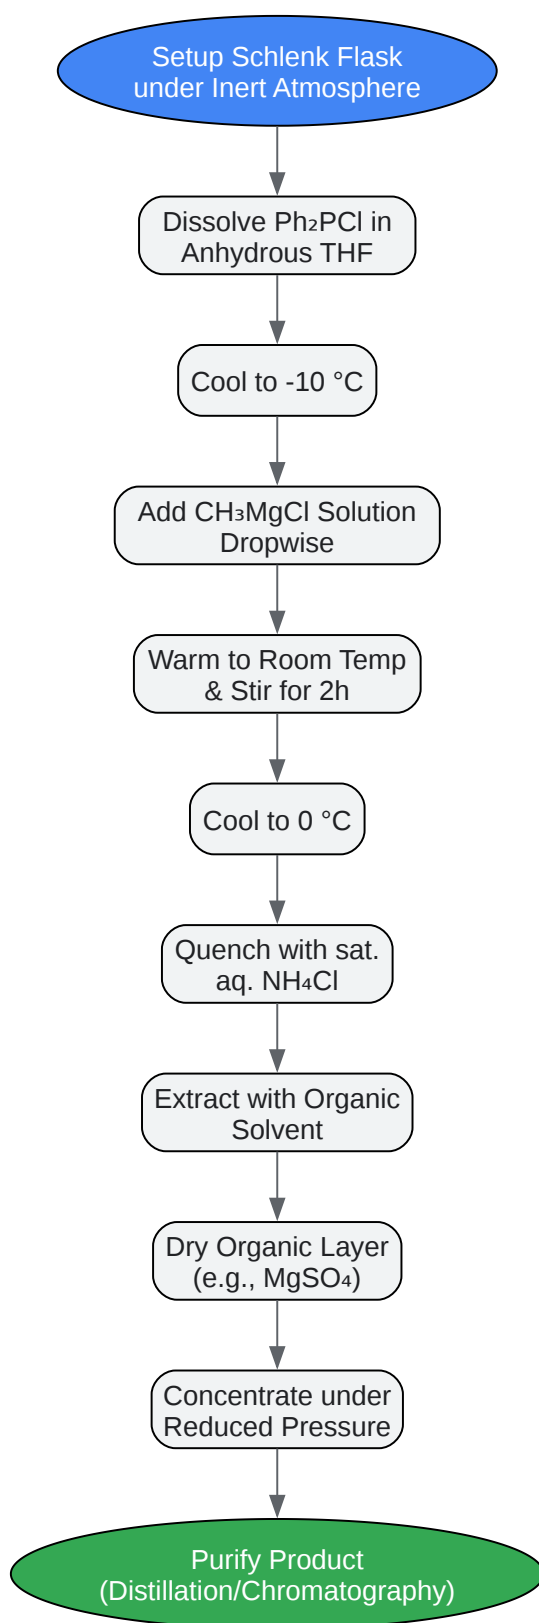 Setup Schlenk Flask
under Inert Atmosphere
Dissolve Ph₂PCl in
Anhydrous THF
Cool to -10 °C
Add CH₃MgCl Solution
Dropwise
Warm to Room Temp
& Stir for 2h
Cool to 0 °C
Quench with sat.
aq. NH₄Cl
Extract with Organic
Solvent
Dry Organic Layer
(e.g., MgSO₄)
Concentrate under
Reduced Pressure
Purify Product
(Distillation/Chromatography)